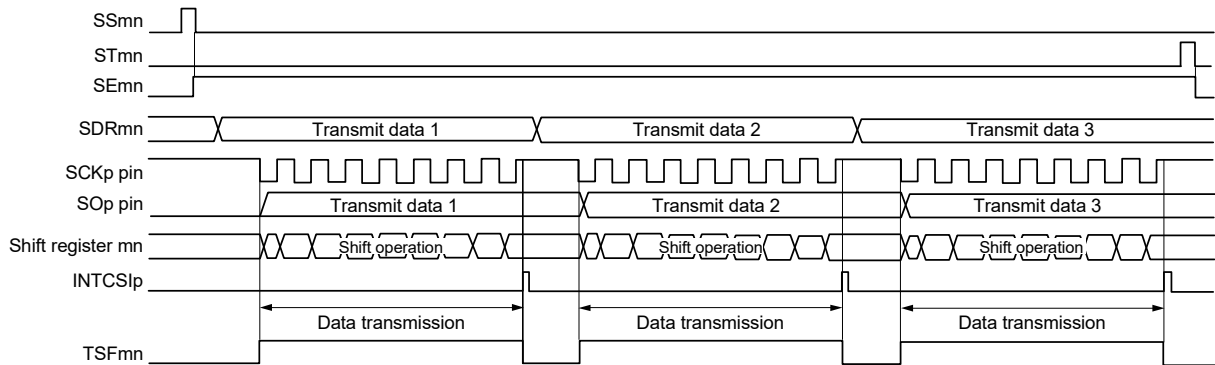 SSmn
STmn
SEmn
SDRmn Transmit data 1 Transmit data 2 Transmit data 3
SCKp pin
SOp pin Transmit data 1 Transmit data 2 Transmit data 3
Shift register mn Shift operation Shift operation Shift operation
INTCSIp
Data transmission Data transmission Data transmission
TSFmn